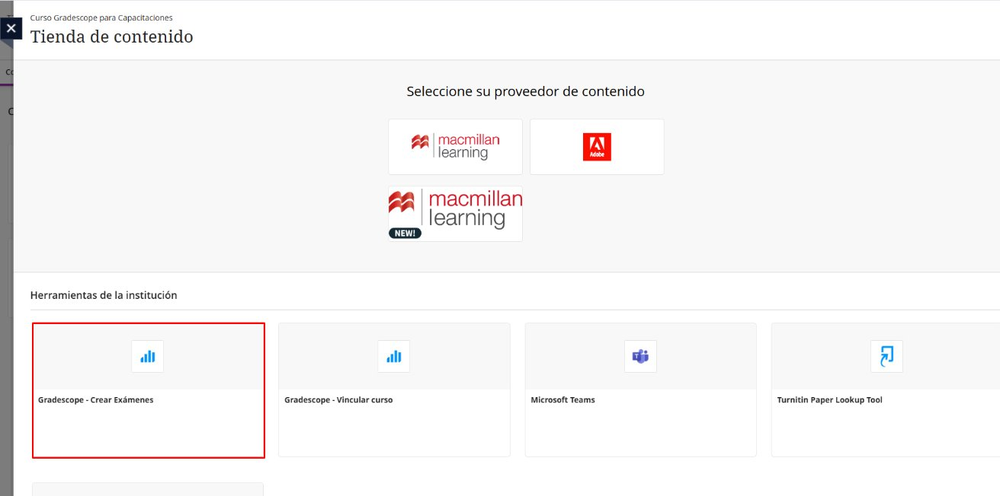 Curso Gradescope para Capacitaciones
Tienda de contenido
Seleccione su proveedor de contenido
macmillan
learning
Adobe
macmillan
learning
NEW!
Herramientas de la institución
Gradescope - Crear Exámenes
Gradescope - Vincular curso
Microsoft Teams
Turnitin Paper Lookup Tool